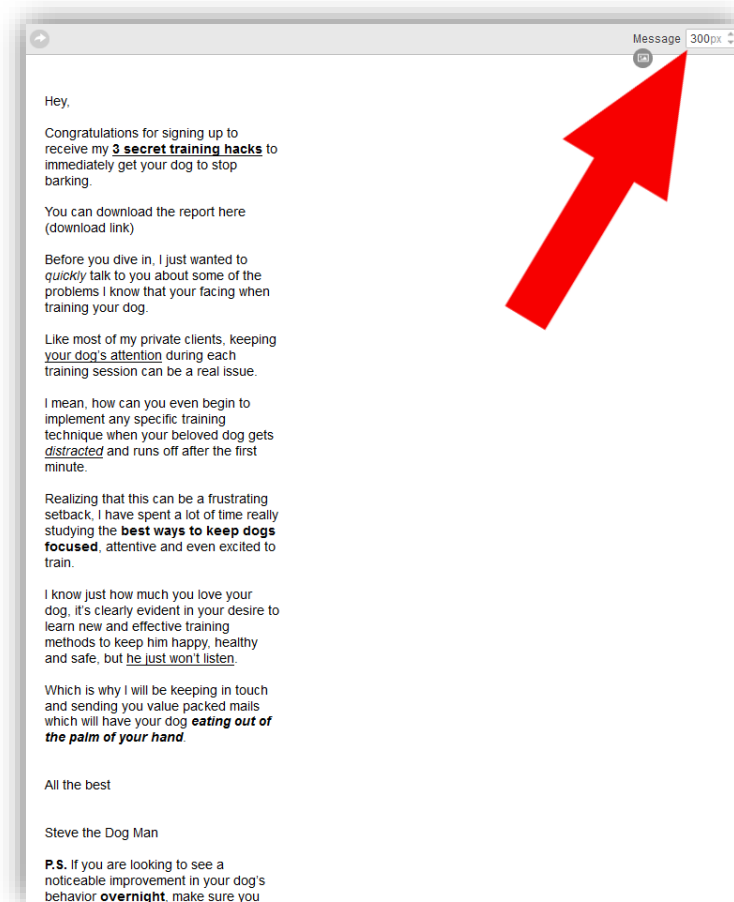 Message 300px
Hey,
Congratulations for signing up to
receive my 3 secret training hacks to
immediately get your dog to stop
barking.
You can download the report here
(download link)
Before you dive in, I just wanted to
quickly talk to you about some of the
problems I know that your facing when
training your dog.
Like most of my private clients, keeping
your dog's attention during each
training session can be a real issue.
I mean, how can you even begin to
implement any specific training
technique when your beloved dog gets
distracted and runs off after the first
minute.
Realizing that this can be a frustrating
setback, I have spent a lot of time really
studying the best ways to keep dogs
focused, attentive and even excited to
train.
I know just how much you love your
dog, it's clearly evident in your desire to
learn new and effective training
methods to keep him happy, healthy
and safe, but he just won't listen.
Which is why I will be keeping in touch
and sending you value packed mails
which will have your dog eating out of
the palm of your hand.
All the best
Steve the Dog Man
P.S. If you are looking to see a
noticeable improvement in your dog's
behavior overnight, make sure you